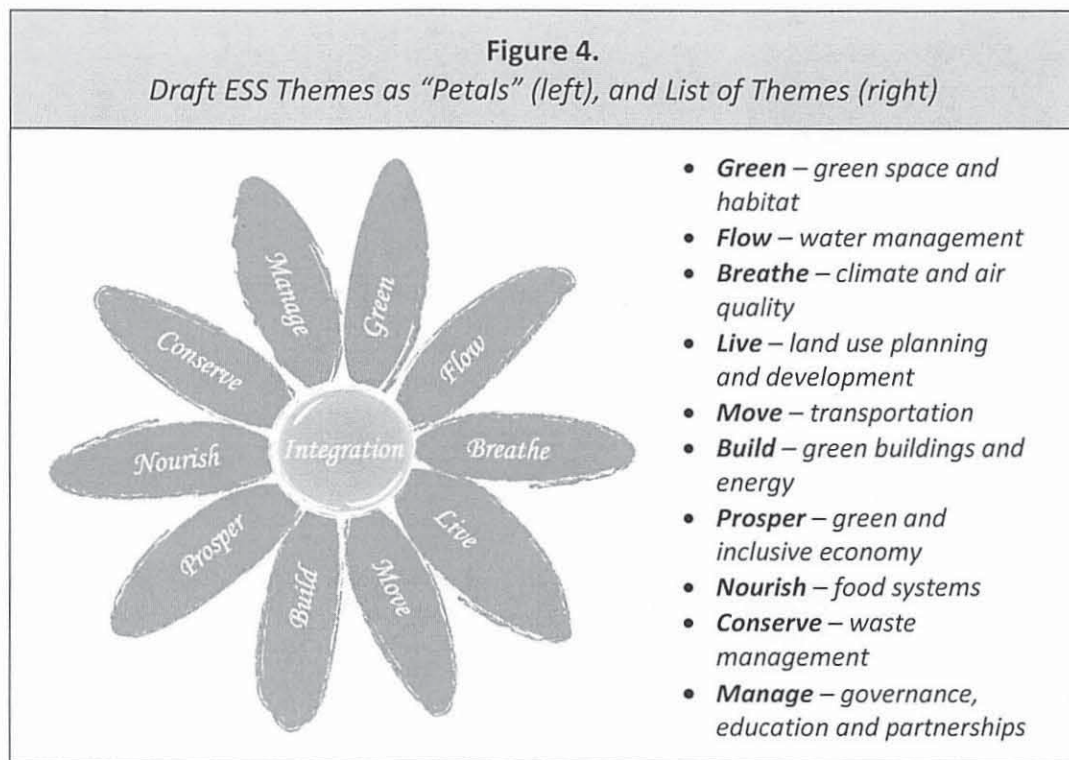 Figure 4.
Draft ESS Themes as “Petals” (left), and List of Themes (right)
Manage
Green
Conserve
Flow
Nourish
Integration
Breathe
Prosper
Live
Build
Move
• Green – green space and
habitat
• Flow – water management
• Breathe – climate and air
quality
• Live – land use planning
and development
• Move – transportation
• Build – green buildings and
energy
• Prosper – green and
inclusive economy
• Nourish – food systems
• Conserve – waste
management
• Manage – governance,
education and partnerships